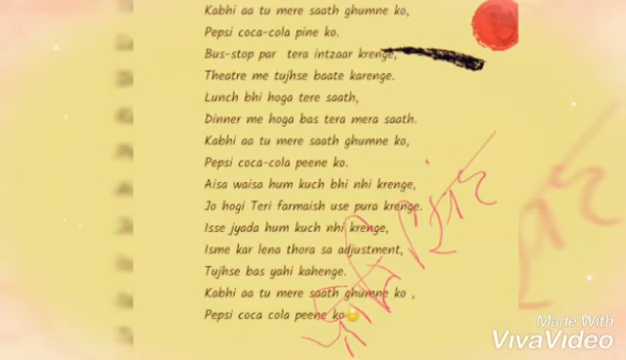 Kabhi aa tu mere saath ghumne ko,
Pepsi coca-cola pine ko.
Bus-stop par tera intzaar krenge,
Theatre me tujhse baate karenge.
Lunch bhi hoga tere saath,
Dinner me hoga bas tera mera saath.
Kabhi aa tu mere saath ghumne ko,
Pepsi coca-cola peene ko.
Aisa waisa hum kuch bhi nhi krenge,
Jo hogi Teri farmaish use pura krenge.
Isse jyada hum kuch nhi krenge,
Isme kar lena thora sa adjustment,
Tujhse bas yahi kahenge.
Kabhi aa tu mere saath ghumne ko ,
Pepsi coca cola peene ko😊
Made With
VivaVideo